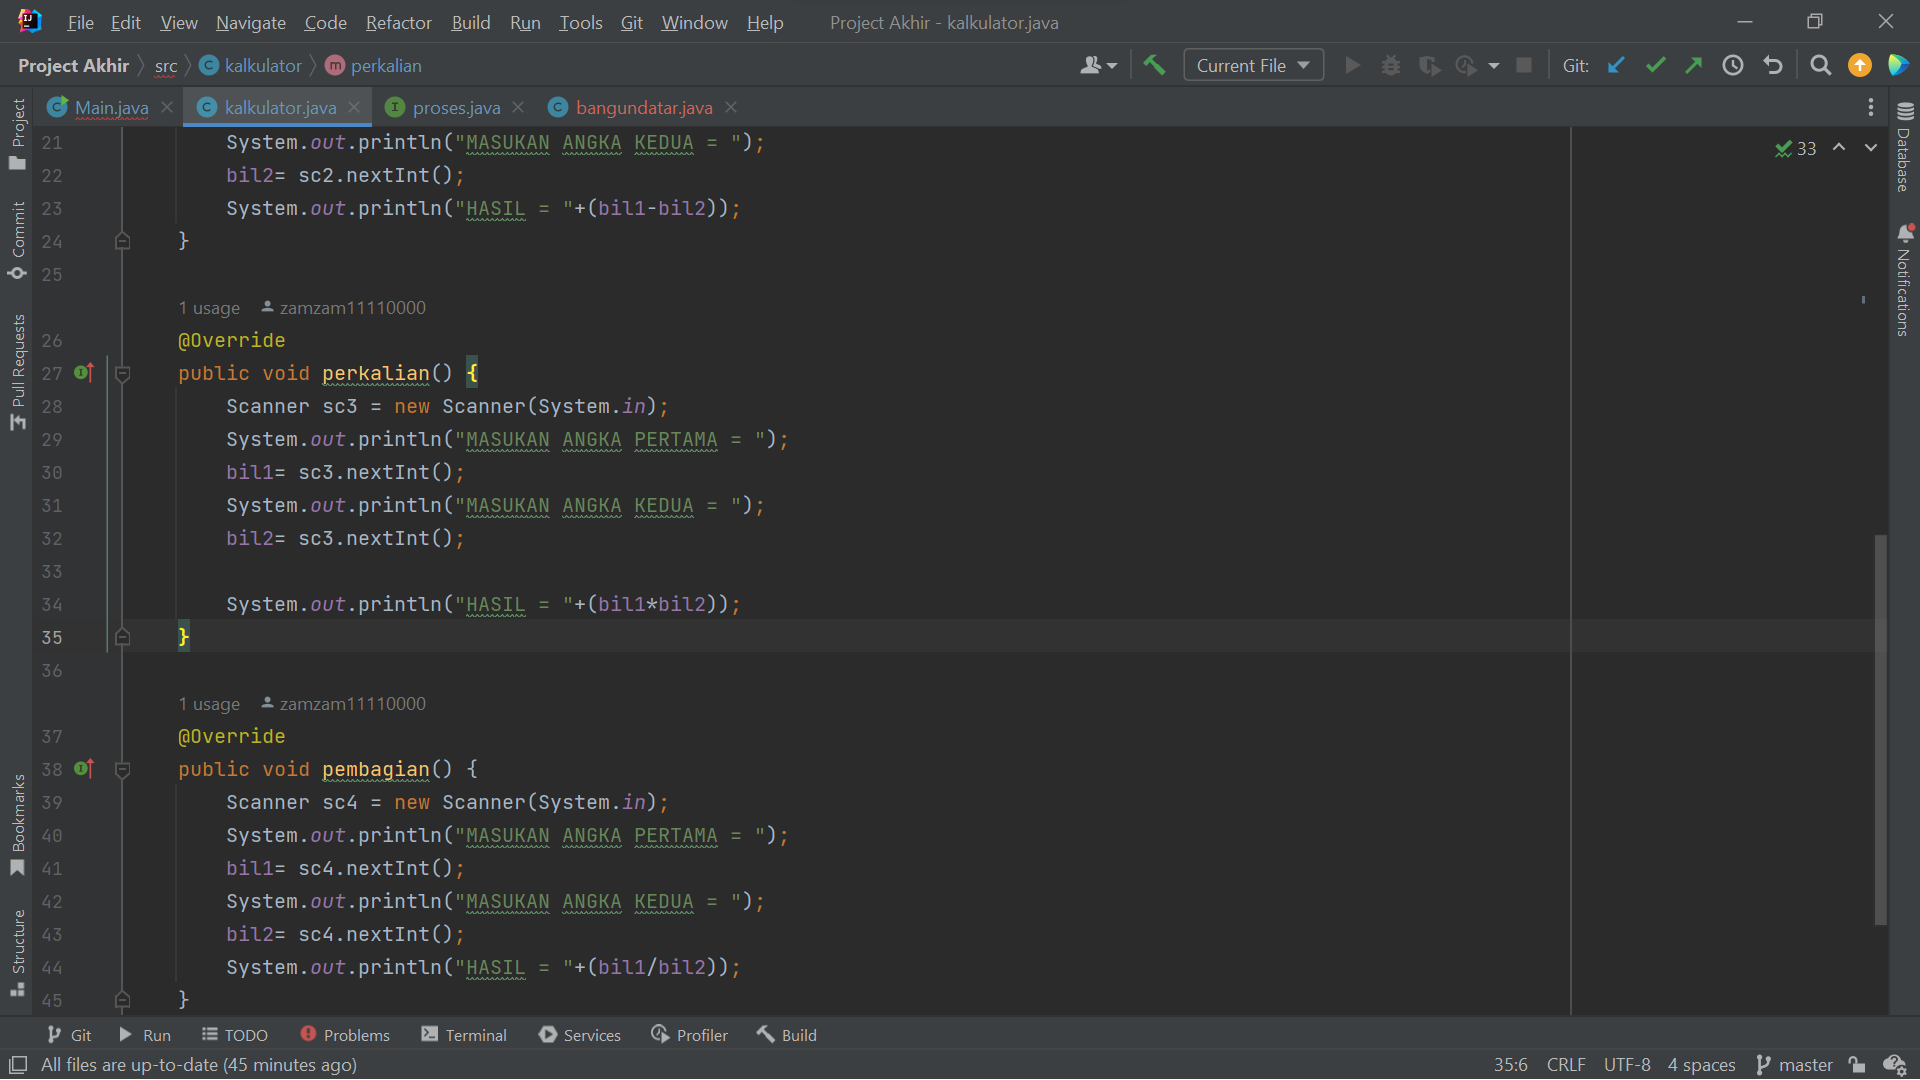 File Edit View Navigate Code Refactor Build Run Tools Git Window Help Project Akhir - kalkulator.java
Project Akhir src kalkulator perkalian Current File Git:
Main.java kalkulator.java proses.java bangundatar.java
Project
Commit
Pull Requests
Bookmarks
Structure
Database
Notifications
33
21 System.out.println("MASUKAN ANGKA KEDUA = ");
22 bil2= sc2.nextInt();
23 System.out.println("HASIL = "+(bil1-bil2));
24 }
25
1 usage zamzam11110000
26 @Override
27 public void perkalian() {
28 Scanner sc3 = new Scanner(System.in);
29 System.out.println("MASUKAN ANGKA PERTAMA = ");
30 bil1= sc3.nextInt();
31 System.out.println("MASUKAN ANGKA KEDUA = ");
32 bil2= sc3.nextInt();
33
34 System.out.println("HASIL = "+(bil1*bil2));
35 }
36
1 usage zamzam11110000
37 @Override
38 public void pembagian() {
39 Scanner sc4 = new Scanner(System.in);
40 System.out.println("MASUKAN ANGKA PERTAMA = ");
41 bil1= sc4.nextInt();
42 System.out.println("MASUKAN ANGKA KEDUA = ");
43 bil2= sc4.nextInt();
44 System.out.println("HASIL = "+(bil1/bil2));
45 }
Git Run TODO Problems Terminal Services Profiler Build
All files are up-to-date (45 minutes ago) 35:6 CRLF UTF-8 4 spaces master